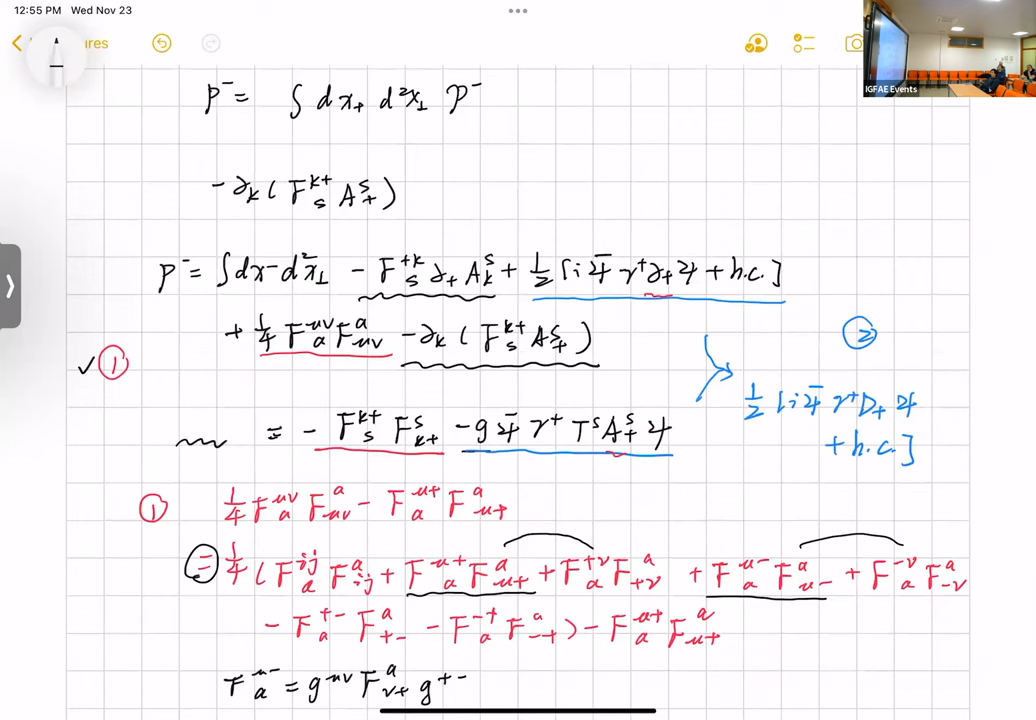 12:55 PM Wed Nov 23
ures
IGFAE Events
P⁻ = ∫ dx₊ d²x⊥ 𝒫⁻
- ∂ₖ ( F^{k+}_s A^s_+ )
P⁻ = ∫ dx- d²x⊥ - F^{+k}_s ∂₊ A^s_k + 1/2 [ i ψ̄ γ⁺ ∂₊ ψ + h.c. ]
+ 1/4 F^{μν}_a F^a_{μν} - ∂ₖ ( F^{k+}_s A^s_+ )
②
✓ ①
1/2 [ i ψ̄ γ⁺ D₊ ψ
+ h.c. ]
= - F^{k+}_s F^s_{k+} - g ψ̄ γ⁺ T^s A^s_+ ψ
① 1/4 F^{μν}_a F^a_{μν} - F^{μ+}_a F^a_{μ+}
= 1/4 ( F^{ij}_a F^a_{ij} + F^{μ+}_a F^a_{μ+} + F^{+ν}_a F^a_{+ν} + F^{μ-}_a F^a_{μ-} + F^{-ν}_a F^a_{-ν}
- F^{+-}_a F^a_{+-} - F^{-+}_a F^a_{-+} ) - F^{μ+}_a F^a_{μ+}
F^{μ-}_a = g^{μν} F^a_{ν+} g^{+-}